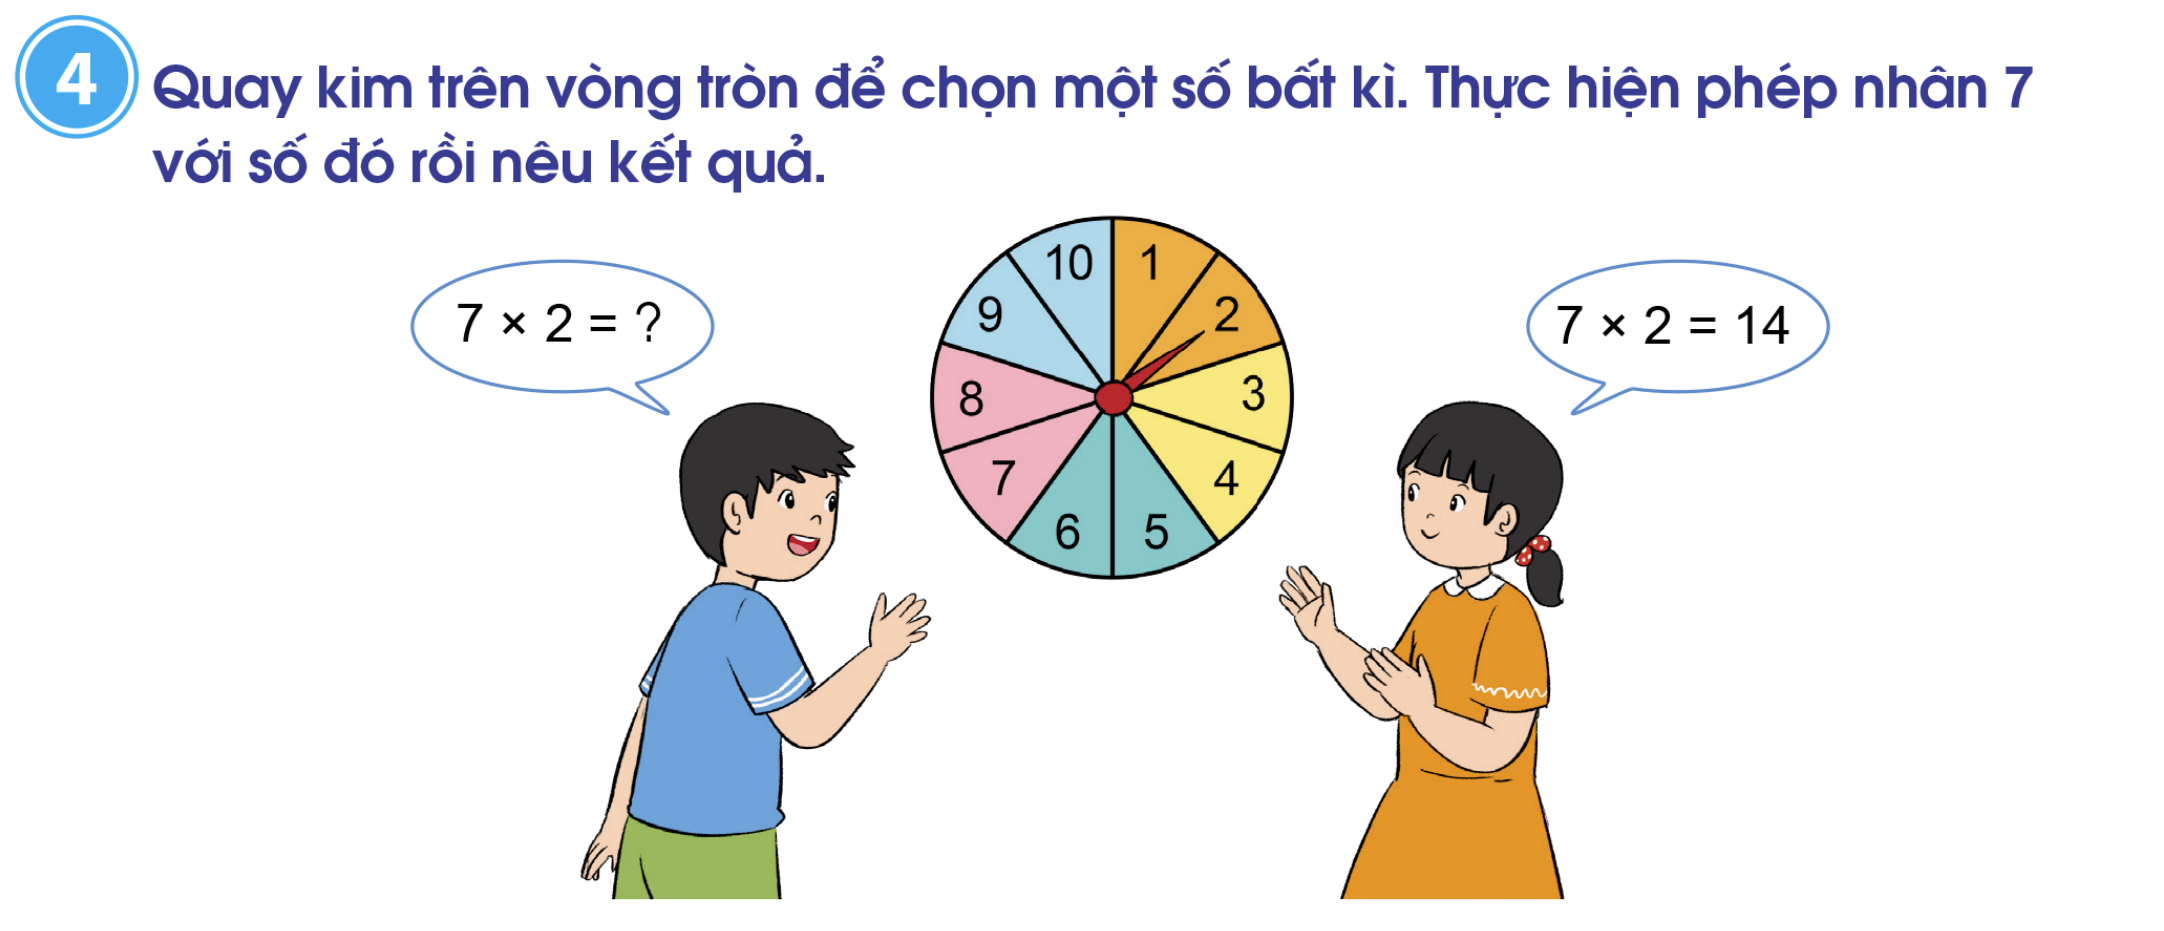 4
Quay kim trên vòng tròn để chọn một số bất kì. Thực hiện phép nhân 7
với số đó rồi nêu kết quả.
7 × 2 = ?
10
1
9
2
8
3
7
4
6
5
7 × 2 = 14